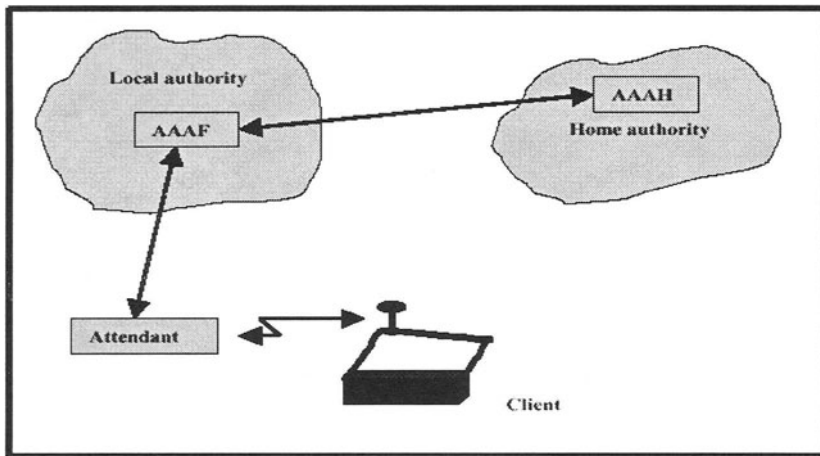 Local authority
AAAF
AAAH
Home authority
Attendant
Client